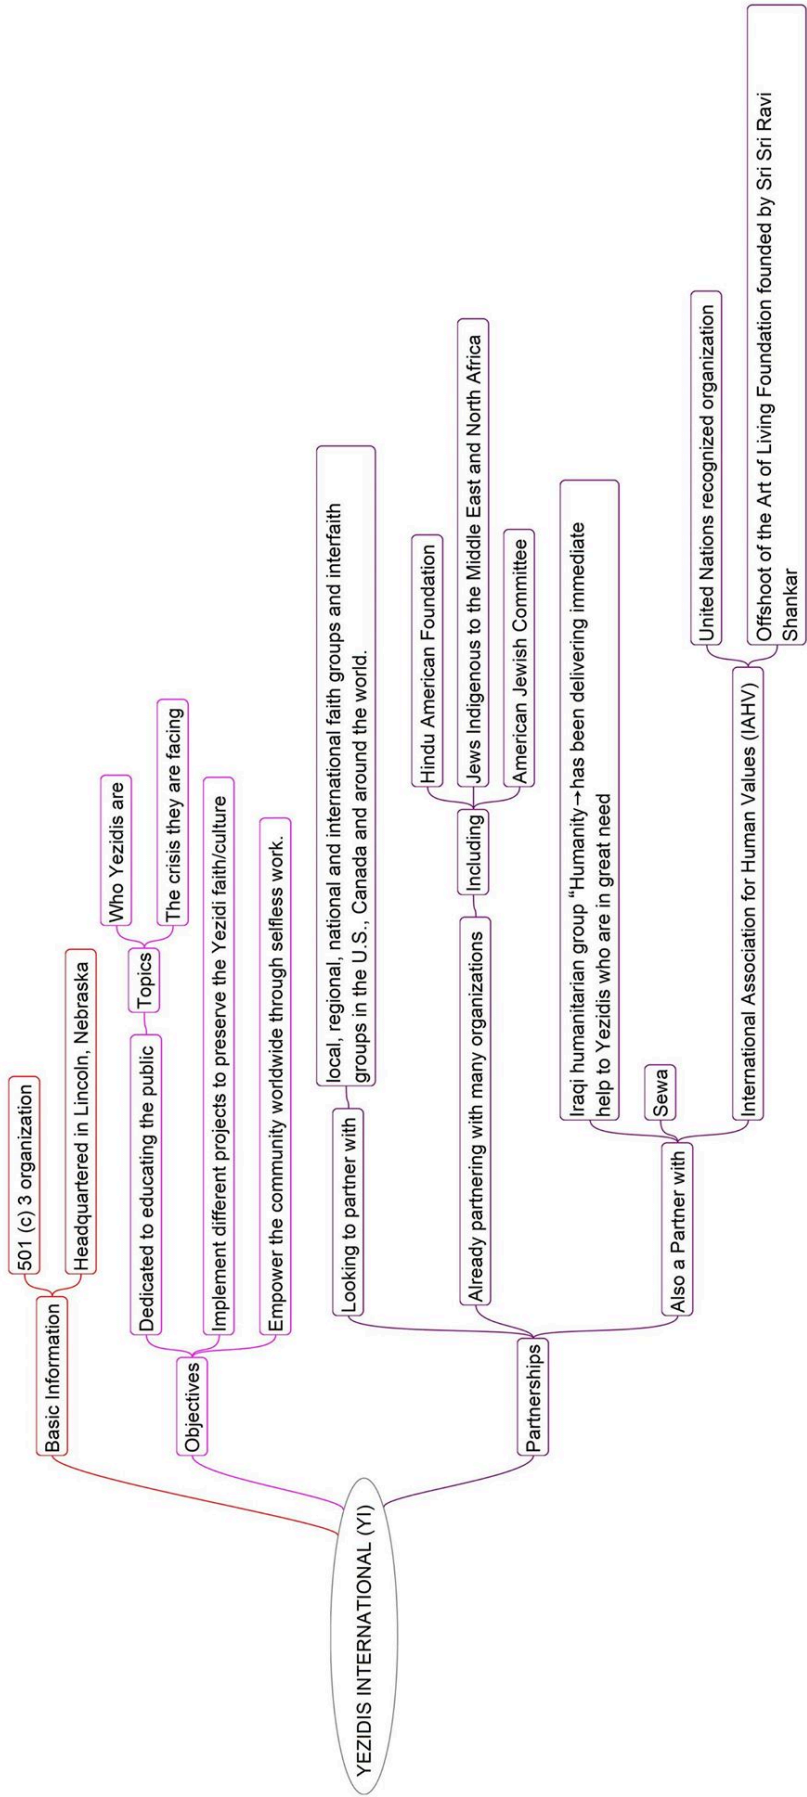 YEZIDIS INTERNATIONAL (YI)
Basic Information
501 (c) 3 organization
Headquartered in Lincoln, Nebraska
Objectives
Dedicated to educating the public
Topics
Who Yezidis are
The crisis they are facing
Implement different projects to preserve the Yezidi faith/culture
Empower the community worldwide through selfless work.
Partnerships
Looking to partner with
local, regional, national and international faith groups and interfaith
groups in the U.S., Canada and around the world.
Already partnering with many organizations
Including
Hindu American Foundation
Jews Indigenous to the Middle East and North Africa
American Jewish Committee
Also a Partner with
Iraqi humanitarian group “Humanity→has been delivering immediate
help to Yezidis who are in great need
Sewa
International Association for Human Values (IAHV)
United Nations recognized organization
Offshoot of the Art of Living Foundation founded by Sri Sri Ravi
Shankar